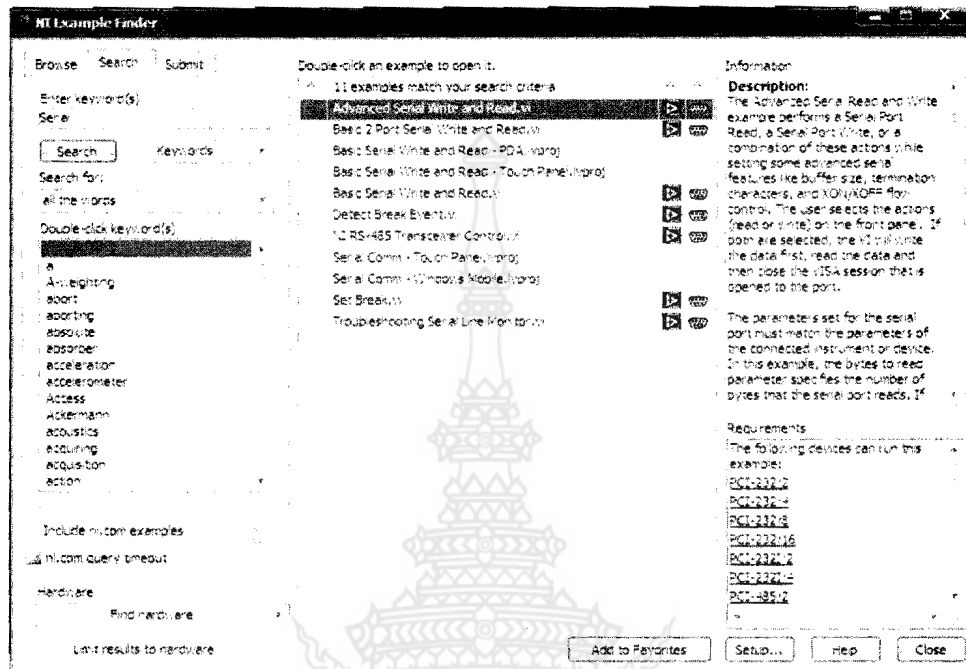 NI Example Finder
Browse Search Submit
Enter keyword(s)
Serial
Search Keywords
Search for:
all the words
Double-click keyword(s)
a
A-weighting
abort
aborting
absolute
absorber
acceleration
accelerometer
Access
Ackermann
acoustics
acquiring
acquisition
action
Include ni.com examples
ni.com query timeout
Hardware
Find hardware
Limit results to hardware
Double-click an example to open it.
11 examples match your search criteria
Advanced Serial Write and Read.vi
Basic 2 Port Serial Write and Read.vi
Basic Serial Write and Read - PDA.lvproj
Basic Serial Write and Read - Touch Panel.lvproj
Basic Serial Write and Read.vi
Detect Break Event.vi
RS-485 Transceiver Control.vi
Serial Comm - Touch Panel.lvproj
Serial Comm - Windows Mobile.lvproj
Set Break.vi
Troubleshooting Serial Line Monitor.vi
Information
Description:
The Advanced Serial Read and Write
example performs a Serial Port
Read, a Serial Port Write, or a
combination of these actions while
setting some advanced serial
features like buffer size, termination
characters, and XON/XOFF flow
control. The user selects the actions
(read or write) on the front panel. If
both are selected, the VI will write
the data first, read the data and
then close the VISA session that is
opened to the port.
The parameters set for the serial
port must match the parameters of
the connected instrument or device.
In this example, the bytes to read
parameter specifies the number of
bytes that the serial port reads. If
Requirements
The following devices can run this
example:
PCI-232/2
PCI-232/4
PCI-232/8
PCI-232/16
PCI-232I/2
PCI-232I/4
PCI-485/2
Add to Favorites Setup... Help Close